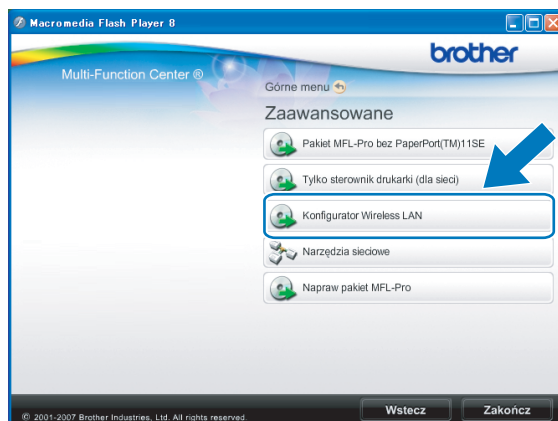 Macromedia Flash Player 8
brother
Multi-Function Center ®
Górne menu
Zaawansowane
Pakiet MFL-Pro bez PaperPort(TM)11SE
Tylko sterownik drukarki (dla sieci)
Konfigurator Wireless LAN
Narzędzia sieciowe
Napraw pakiet MFL-Pro
Wstecz
Zakończ
© 2001-2007 Brother Industries, Ltd. All rights reserved.